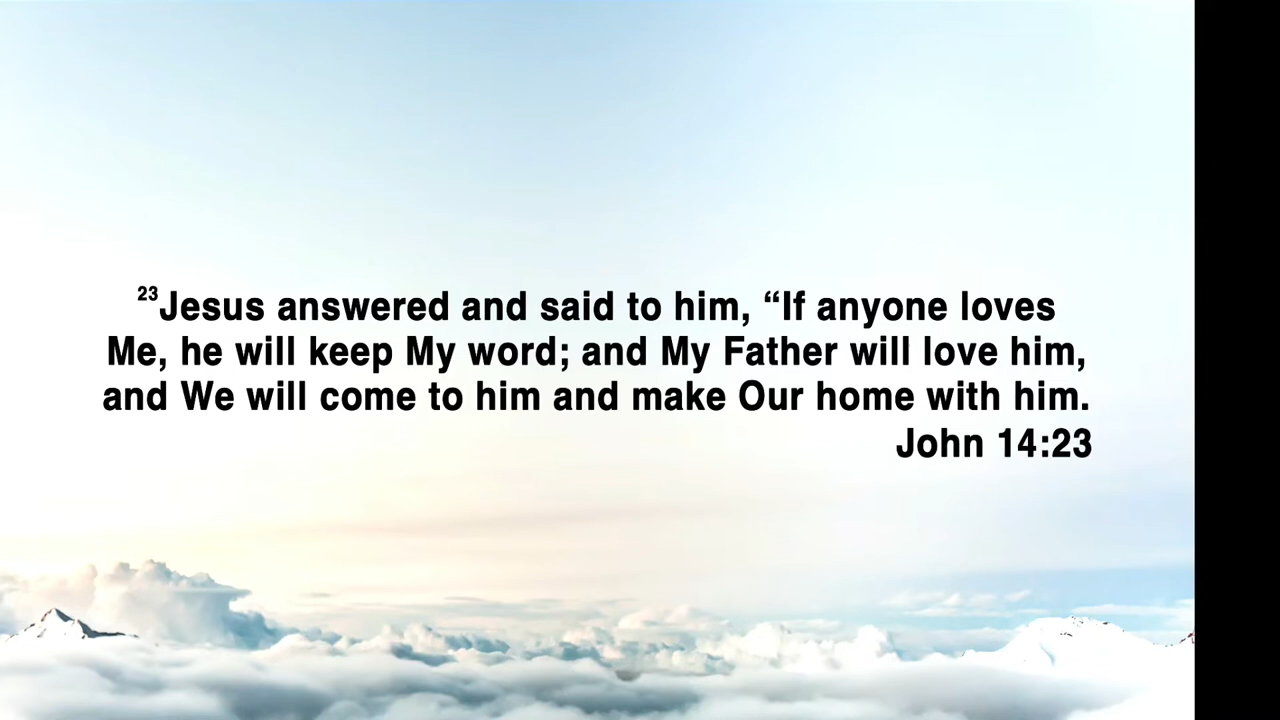 23Jesus answered and said to him, “If anyone loves
Me, he will keep My word; and My Father will love him,
and We will come to him and make Our home with him.
John 14:23